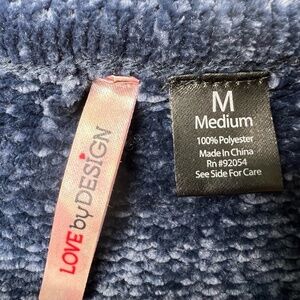 LOVE by DESIGN
M
Medium
100% Polyester
Made In China
Rn #92054
See Side For Care